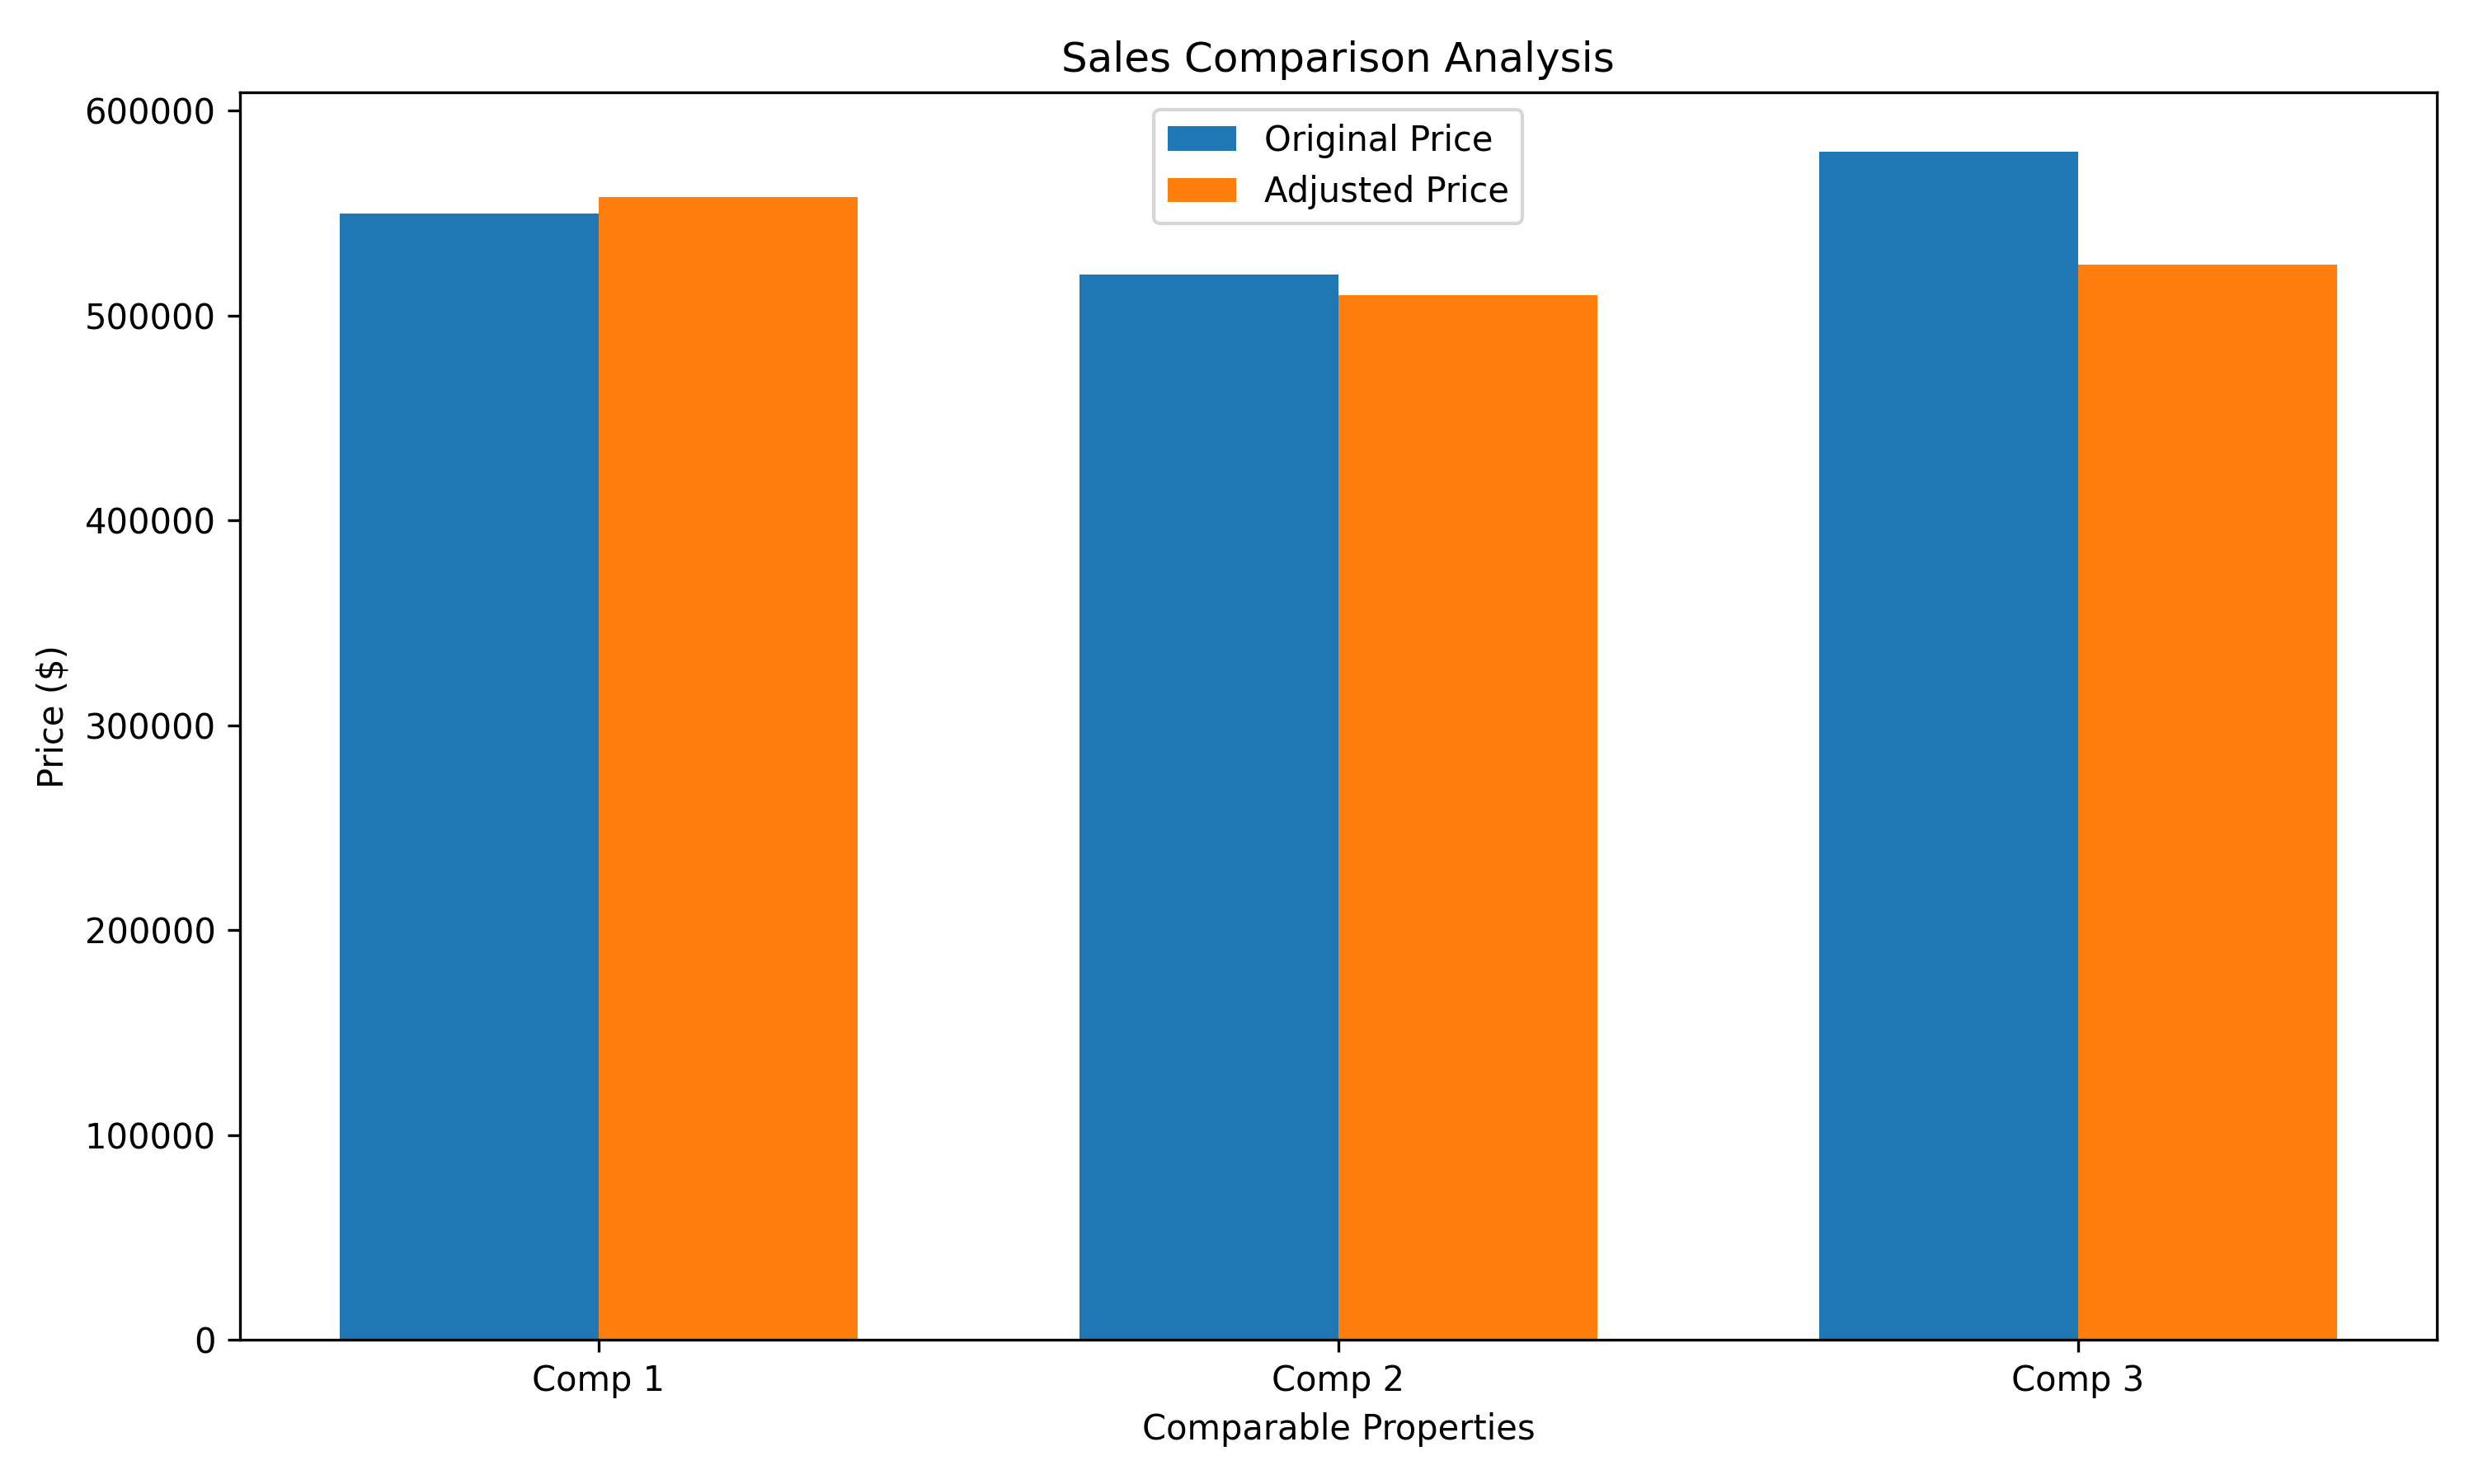 Sales Comparison Analysis
Original Price
Adjusted Price
Price ($)
600000
500000
400000
300000
200000
100000
0
Comp 1
Comp 2
Comp 3
Comparable Properties